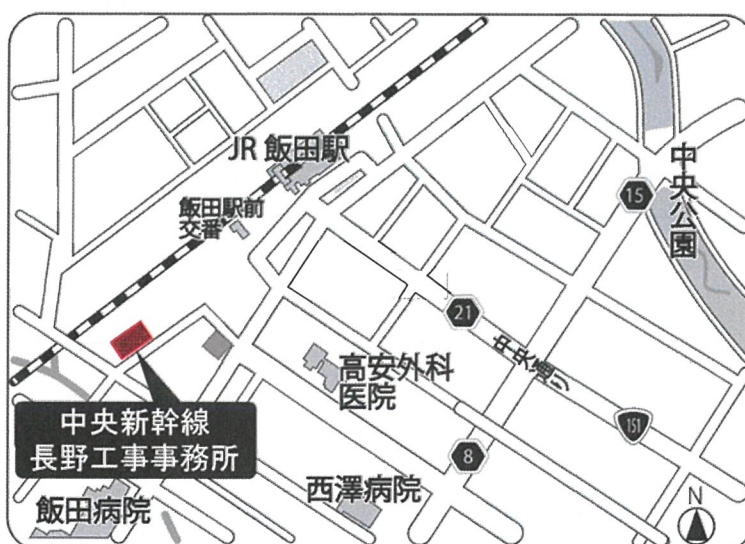 JR 飯田駅
飯田駅前
交番
中央公園
15
21
中央通り
高安外科
医院
151
8
中央新幹線
長野工事事務所
西澤病院
飯田病院
N